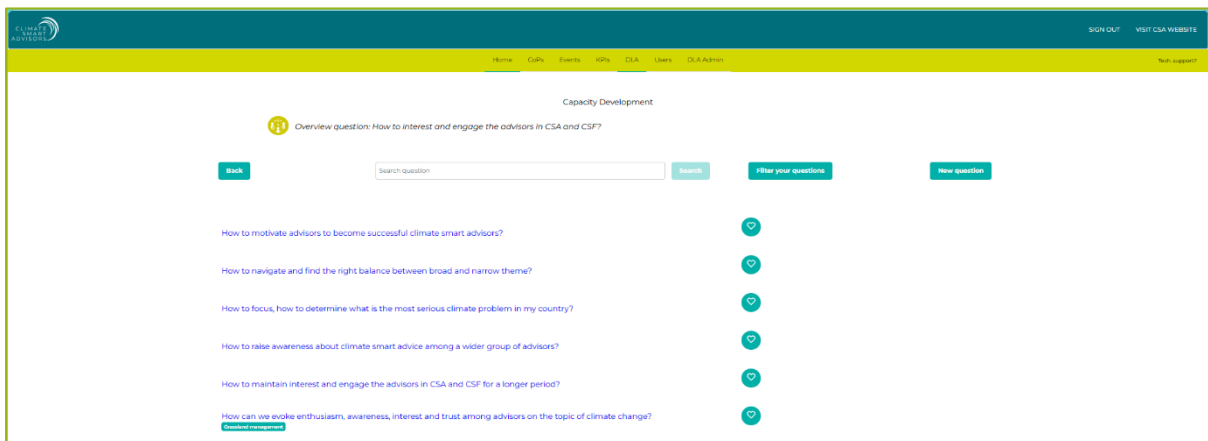 CLIMATE
SMART
ADVISORS
SIGN OUT VISIT CSA WEBSITE
Home CoPs Events KPIs DLA Users DLA Admin
Tech. support?
Capacity Development
Overview question: How to interest and engage the advisors in CSA and CSF?
Back
Search question
Search
Filter your questions
New question
How to motivate advisors to become successful climate smart advisors?
How to navigate and find the right balance between broad and narrow theme?
How to focus, how to determine what is the most serious climate problem in my country?
How to raise awareness about climate smart advice among a wider group of advisors?
How to maintain interest and engage the advisors in CSA and CSF for a longer period?
How can we evoke enthusiasm, awareness, interest and trust among advisors on the topic of climate change?
Grassland management